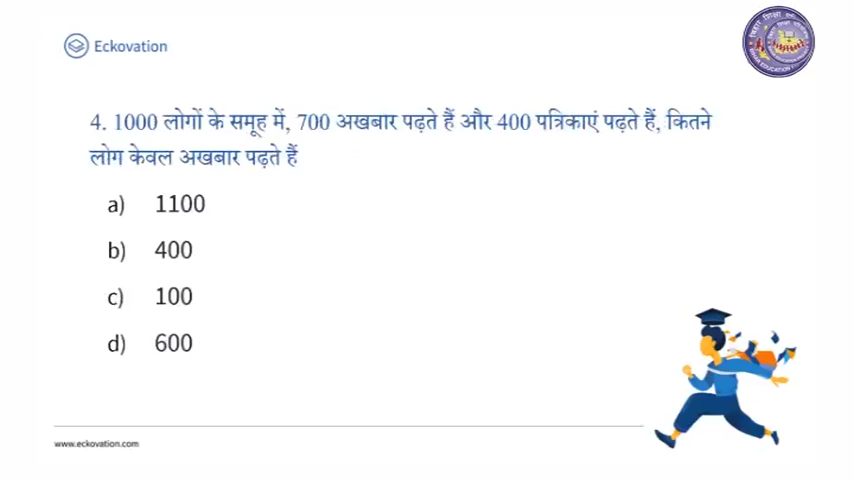 Eckovation
4. 1000 लोगों के समूह में, 700 अखबार पढ़ते हैं और 400 पत्रिकाएं पढ़ते हैं, कितने
लोग केवल अखबार पढ़ते हैं
a) 1100
b) 400
c) 100
d) 600
www.eckovation.com